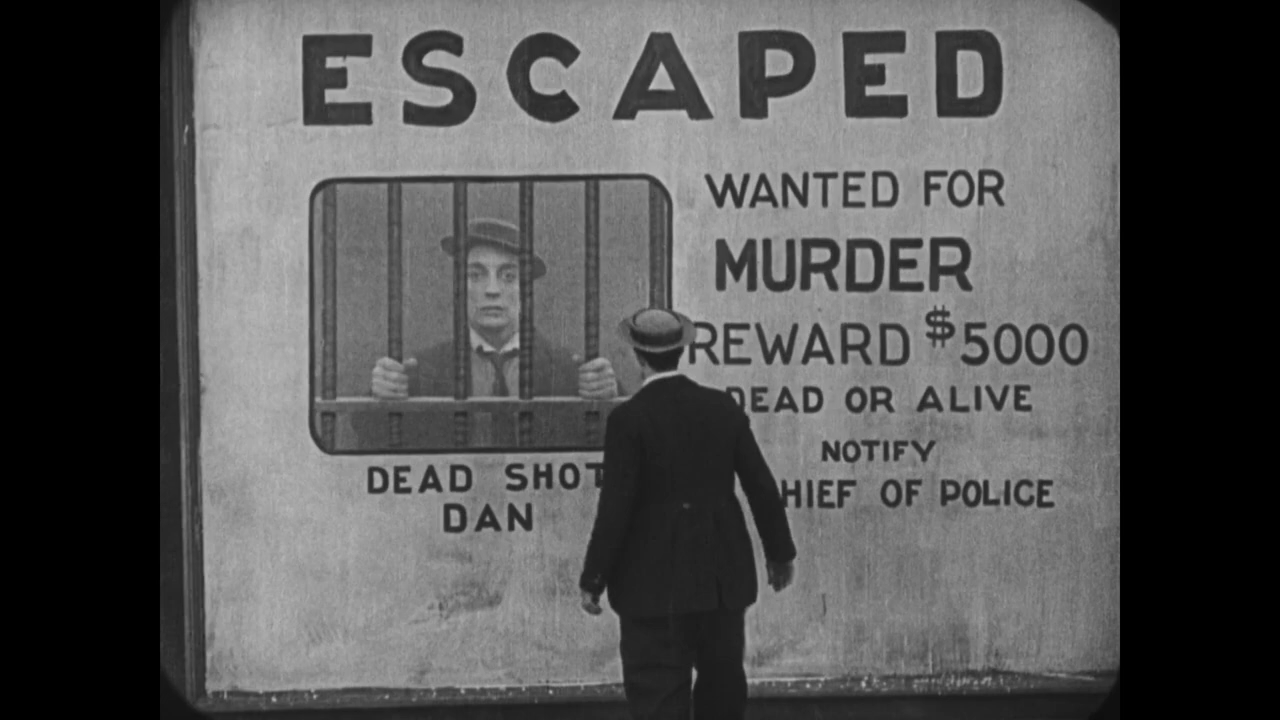 ESCAPED
DEAD SHOT
DAN
WANTED FOR
MURDER
REWARD $5000
DEAD OR ALIVE
NOTIFY
HIEF OF POLICE